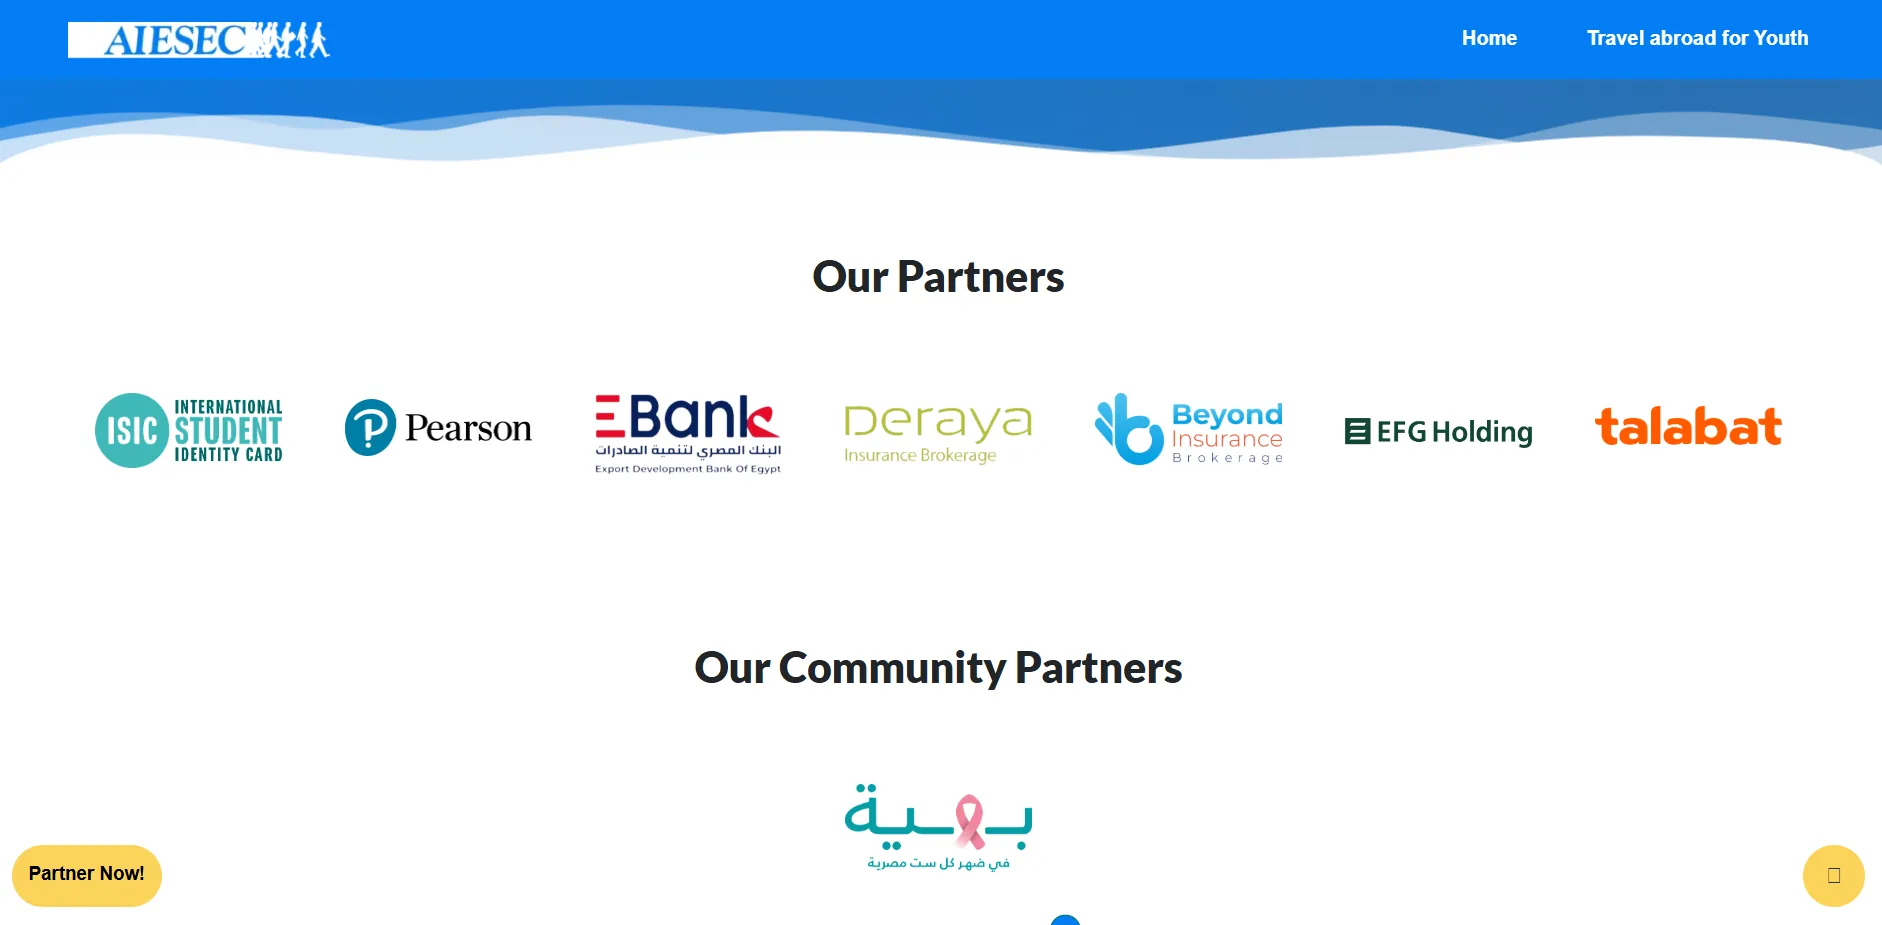 AIESEC
Home
Travel abroad for Youth
Our Partners
ISIC
INTERNATIONAL
STUDENT
IDENTITY CARD
Pearson
EBank
البنك المصري لتنمية الصادرات
Export Development Bank Of Egypt
Deraya
Insurance Brokerage
Beyond
Insurance
Brokerage
EFG Holding
talabat
Our Community Partners
بهية
في ضهر كل ست مصرية
Partner Now!